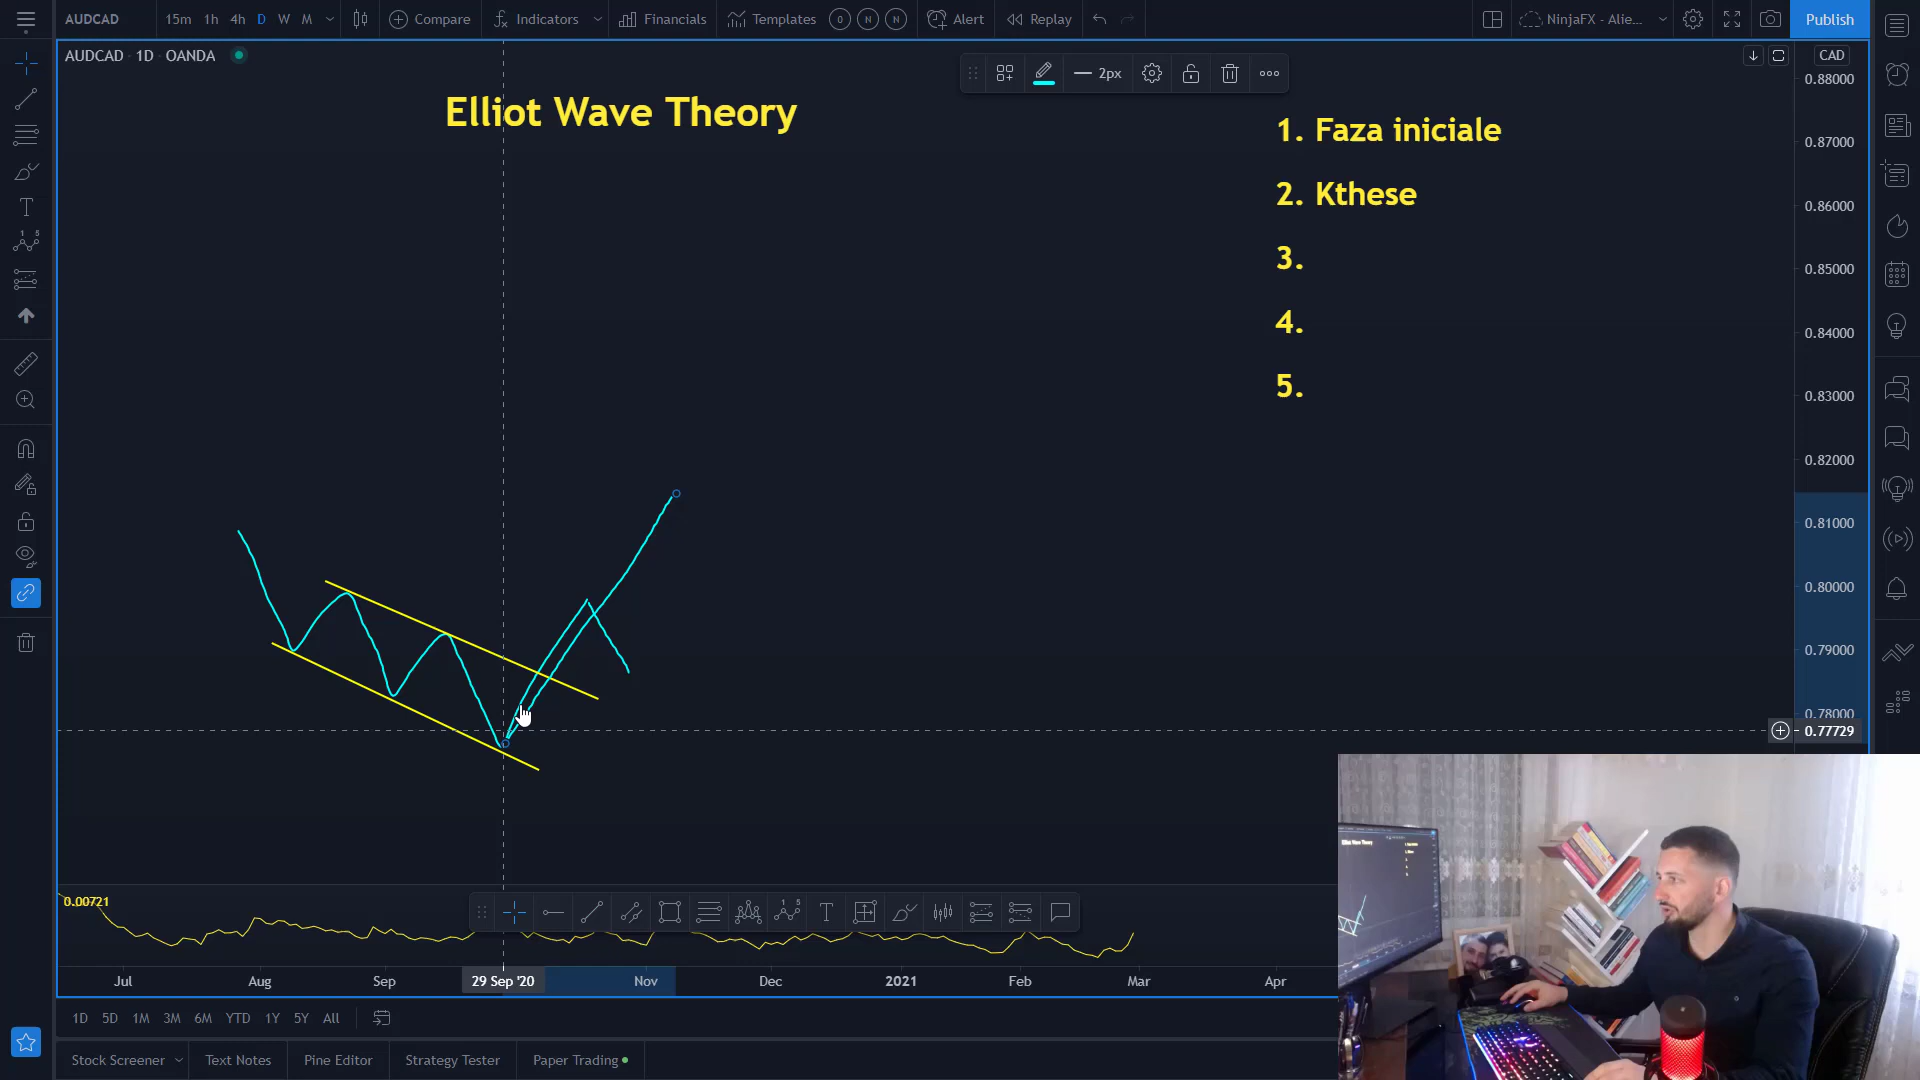 AUDCAD 15m 1h 4h D W M Compare Indicators Financials Templates O N N Alert Replay NinjaFX - Alie... Publish
AUDCAD · 1D · OANDA
2px
CAD
Elliot Wave Theory
1. Faza iniciale
2. Kthese
3.
4.
5.
0.88000
0.87000
0.86000
0.85000
0.84000
0.83000
0.82000
0.81000
0.80000
0.79000
0.78000
0.77729
0.00721
Jul Aug Sep 29 Sep '20 Nov Dec 2021 Feb Mar Apr
1D 5D 1M 3M 6M YTD 1Y 5Y All
Stock Screener Text Notes Pine Editor Strategy Tester Paper Trading